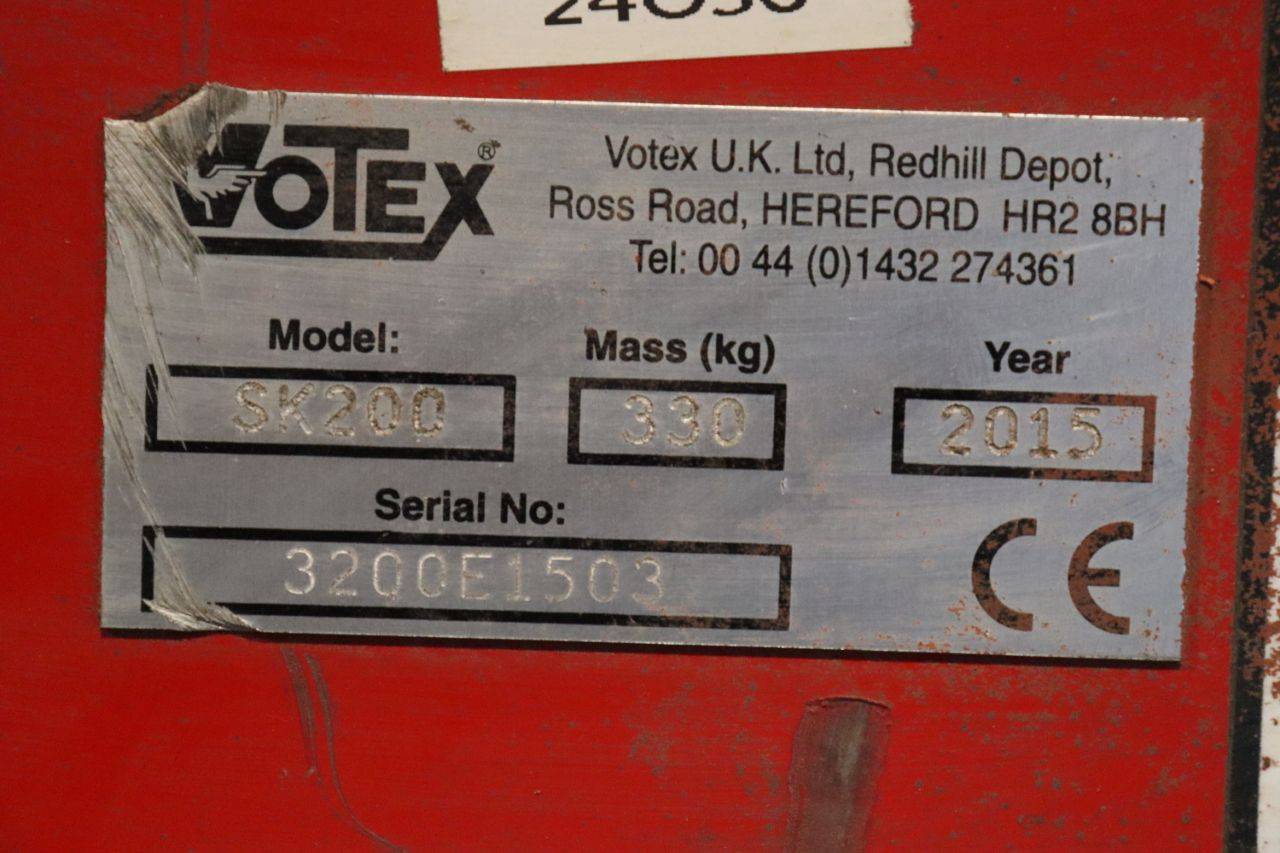 VOTEX®
Votex U.K. Ltd, Redhill Depot,
Ross Road, HEREFORD HR2 8BH
Tel: 00 44 (0)1432 274361
Model:
SK200
Mass (kg)
330
Year
2015
Serial No:
3200E1503
CE